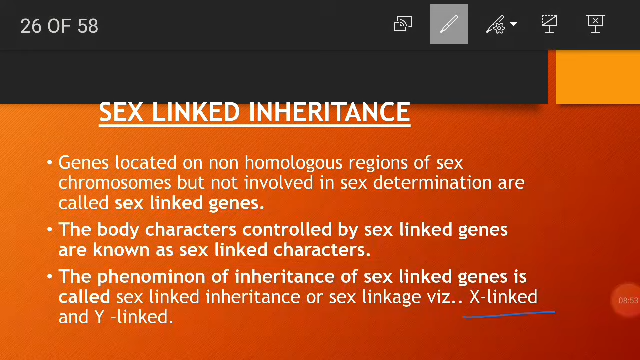 26 OF 58
SEX LINKED INHERITANCE
• Genes located on non homologous regions of sex
chromosomes but not involved in sex determination are
called sex linked genes.
• The body characters controlled by sex linked genes
are known as sex linked characters.
• The phenominon of inheritance of sex linked genes is
called sex linked inheritance or sex linkage viz.. X-linked
and Y -linked.
08:53